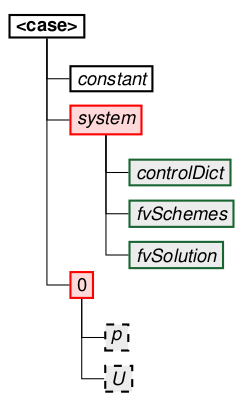 <case>
constant
system
controlDict
fvSchemes
fvSolution
0
p
U